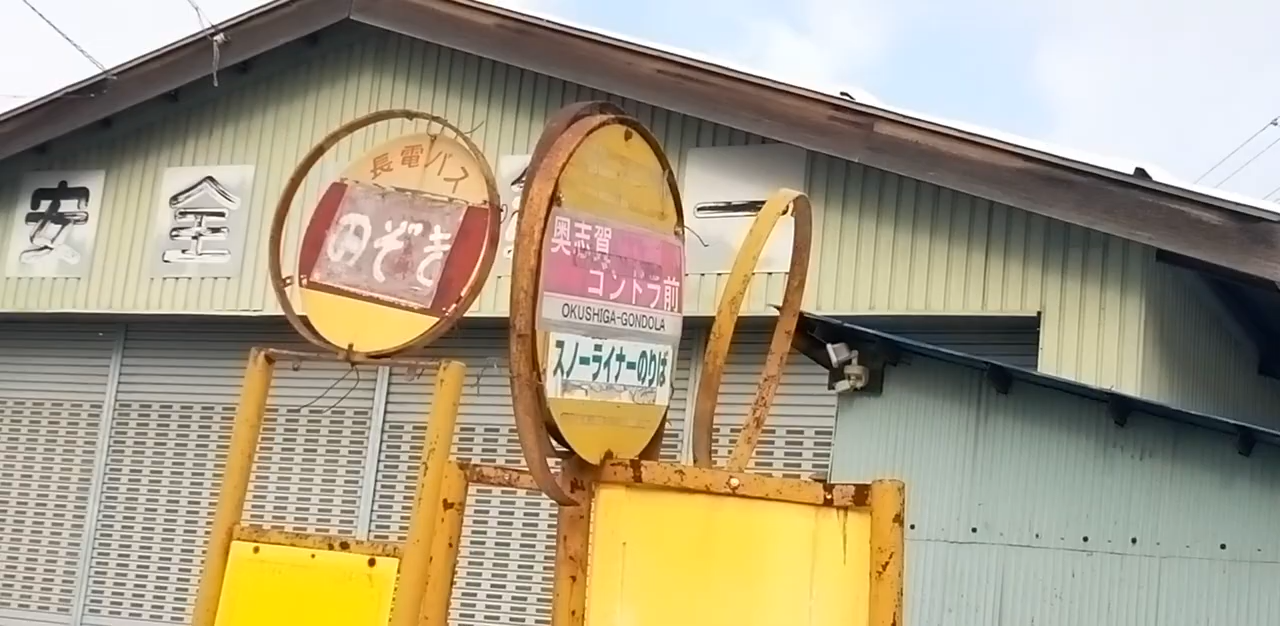 安全
一
長電バス
のぞき
奥志賀
ゴンドラ前
OKUSHIGA-GONDOLA
スノーライナーのりば